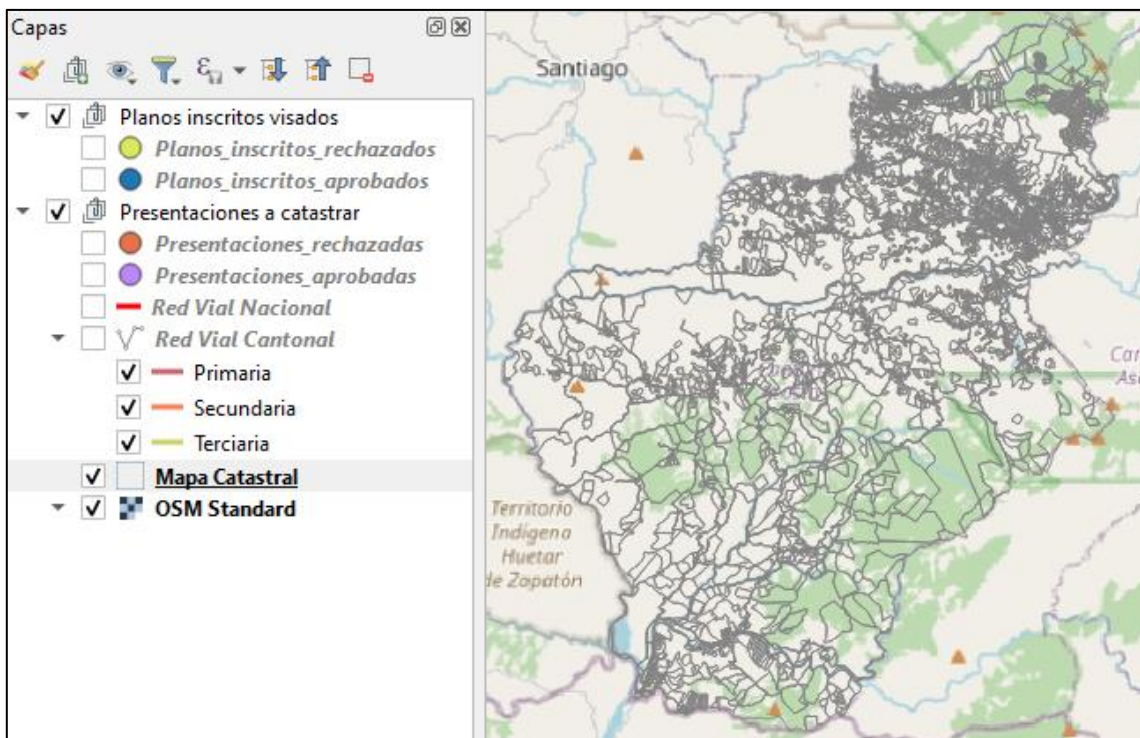 Capas
Planos inscritos visados
Planos_inscritos_rechazados
Planos_inscritos_aprobados
Presentaciones a catastrar
Presentaciones_rechazadas
Presentaciones_aprobadas
Red Vial Nacional
Red Vial Cantonal
Primaria
Secundaria
Terciaria
Mapa Catastral
OSM Standard
Santiago
Territorio
Indígena
Huetar
de Zapatón